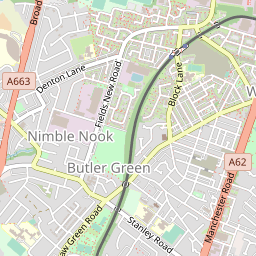 Broad
Denton Lane
Fields New Road
Block Lane
A663
W
Nimble Nook
A62
Butler Green
Manchester Road
aw Green Road
Stanley Road